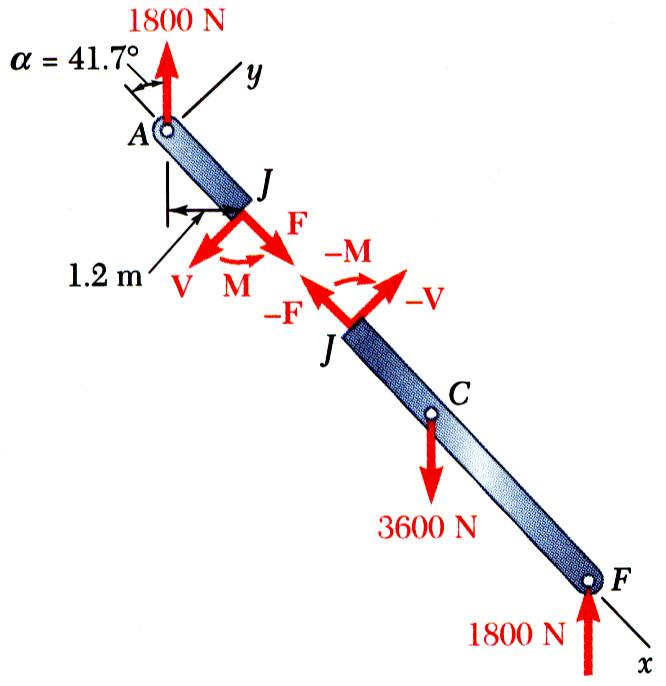 1800 N
α = 41.7°
y
A
J
F
1.2 m
V
M
–M
–F
–V
J
C
3600 N
F
1800 N
x